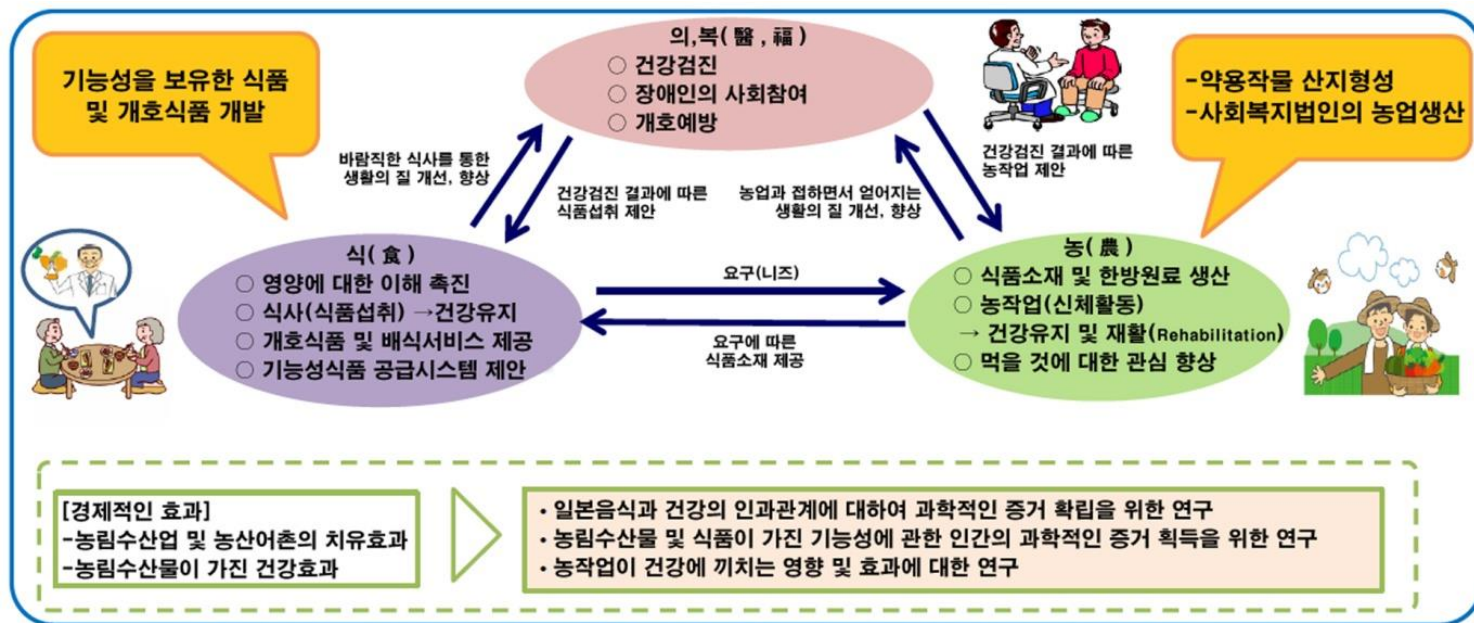 의,복(醫,福)
○ 건강검진
○ 장애인의 사회참여
○ 개호예방
기능성을 보유한 식품
및 개호식품 개발
-약용작물 산지형성
-사회복지법인의 농업생산
바람직한 식사를 통한
생활의 질 개선, 향상
건강검진 결과에 따른
식품섭취 제안
농업과 접하면서 얻어지는
생활의 질 개선, 향상
건강검진 결과에 따른
농작업 제안
식(食)
○ 영양에 대한 이해 촉진
○ 식사(식품섭취) →건강유지
○ 개호식품 및 배식서비스 제공
○ 기능성식품 공급시스템 제안
요구(니즈)
요구에 따른
식품소재 제공
농(農)
○ 식품소재 및 한방원료 생산
○ 농작업(신체활동)
→ 건강유지 및 재활(Rehabilitation)
○ 먹을 것에 대한 관심 향상
[경제적인 효과]
-농림수산업 및 농산어촌의 치유효과
-농림수산물이 가진 건강효과
• 일본음식과 건강의 인과관계에 대하여 과학적인 증거 확립을 위한 연구
• 농림수산물 및 식품이 가진 기능성에 관한 인간의 과학적인 증거 획득을 위한 연구
• 농작업이 건강에 끼치는 영향 및 효과에 대한 연구